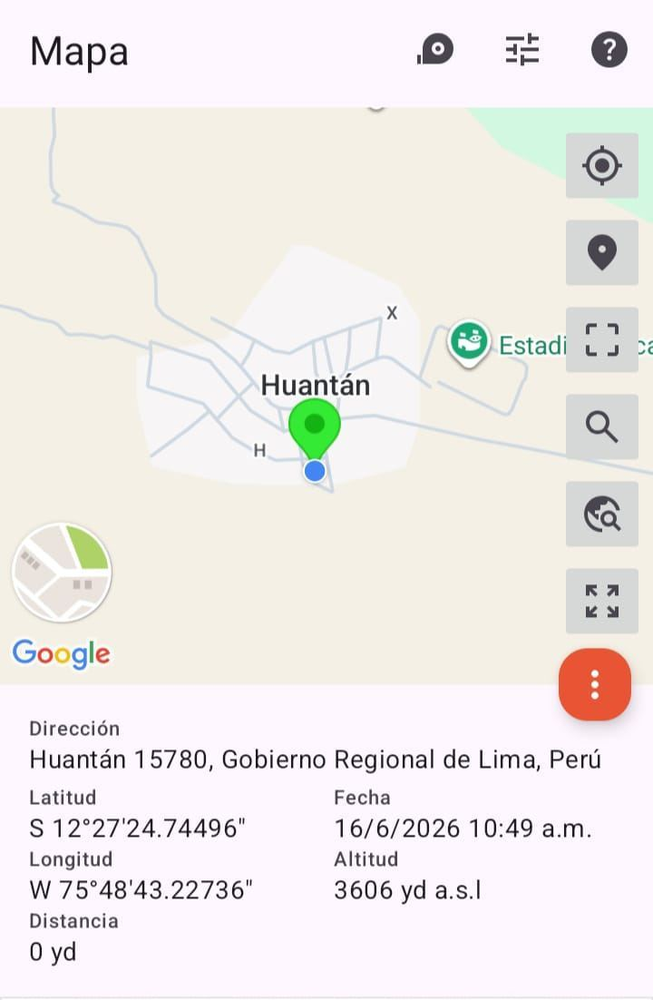 Mapa
X
Estadi
ca
Huantán
H
Google
Dirección
Huantán 15780, Gobierno Regional de Lima, Perú
Latitud
Fecha
S 12°27'24.74496"
16/6/2026 10:49 a.m.
Longitud
Altitud
W 75°48'43.22736"
3606 yd a.s.l
Distancia
0 yd